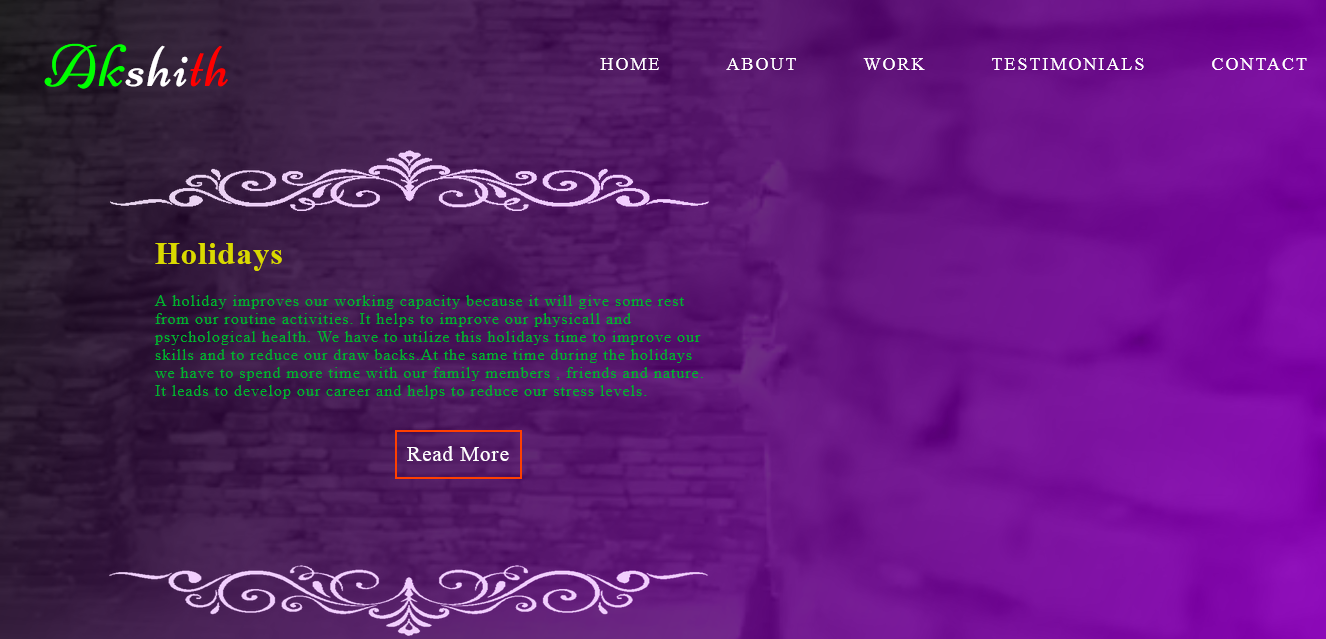 Akshith
HOME ABOUT WORK TESTIMONIALS CONTACT
Holidays
A holiday improves our working capacity because it will give some rest
from our routine activities. It helps to improve our physicall and
psychological health. We have to utilize this holidays time to improve our
skills and to reduce our draw backs.At the same time during the holidays
we have to spend more time with our family members , friends and nature.
It leads to develop our career and helps to reduce our stress levels.
Read More